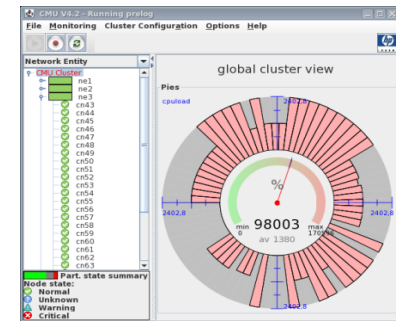 CMU V4.2 - Running prelog
File Monitoring Cluster Configuration Options Help
Network Entity
CMU Cluster
ne1
ne2
ne3
cn43
cn44
cn45
cn46
cn47
cn48
cn49
cn50
cn51
cn52
cn53
cn54
cn55
cn56
cn57
cn58
cn59
cn60
cn61
cn62
cn63
Part. state summary
Node state:
Normal
Unknown
Warning
Critical
global cluster view
Pies
cpuload
2402,8
2402,8
2402,8
2402,8
%
min
0
98003
max
av 1380